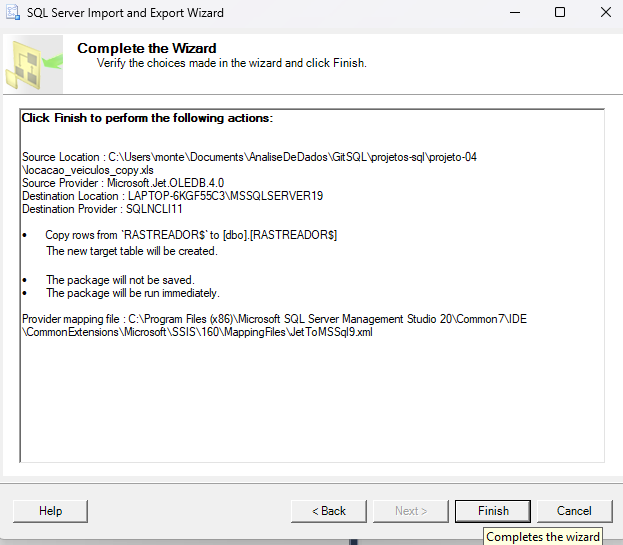 SQL Server Import and Export Wizard
Complete the Wizard
Verify the choices made in the wizard and click Finish.
Click Finish to perform the following actions:
Source Location : C:\Users\monte\Documents\AnaliseDeDados\GitSQL\projetos-sql\projeto-04
\locacao_veiculos_copy.xls
Source Provider : Microsoft.Jet.OLEDB.4.0
Destination Location : LAPTOP-6KGF55C3\MSSQLSERVER19
Destination Provider : SQLNCLI11
• Copy rows from `RASTREADOR$` to [dbo].[RASTREADOR$]
The new target table will be created.
• The package will not be saved.
• The package will be run immediately.
Provider mapping file : C:\Program Files (x86)\Microsoft SQL Server Management Studio 20\Common7\IDE
\CommonExtensions\Microsoft\SSIS\160\MappingFiles\JetToMSSql9.xml
Help < Back Next > Finish Cancel
Completes the wizard